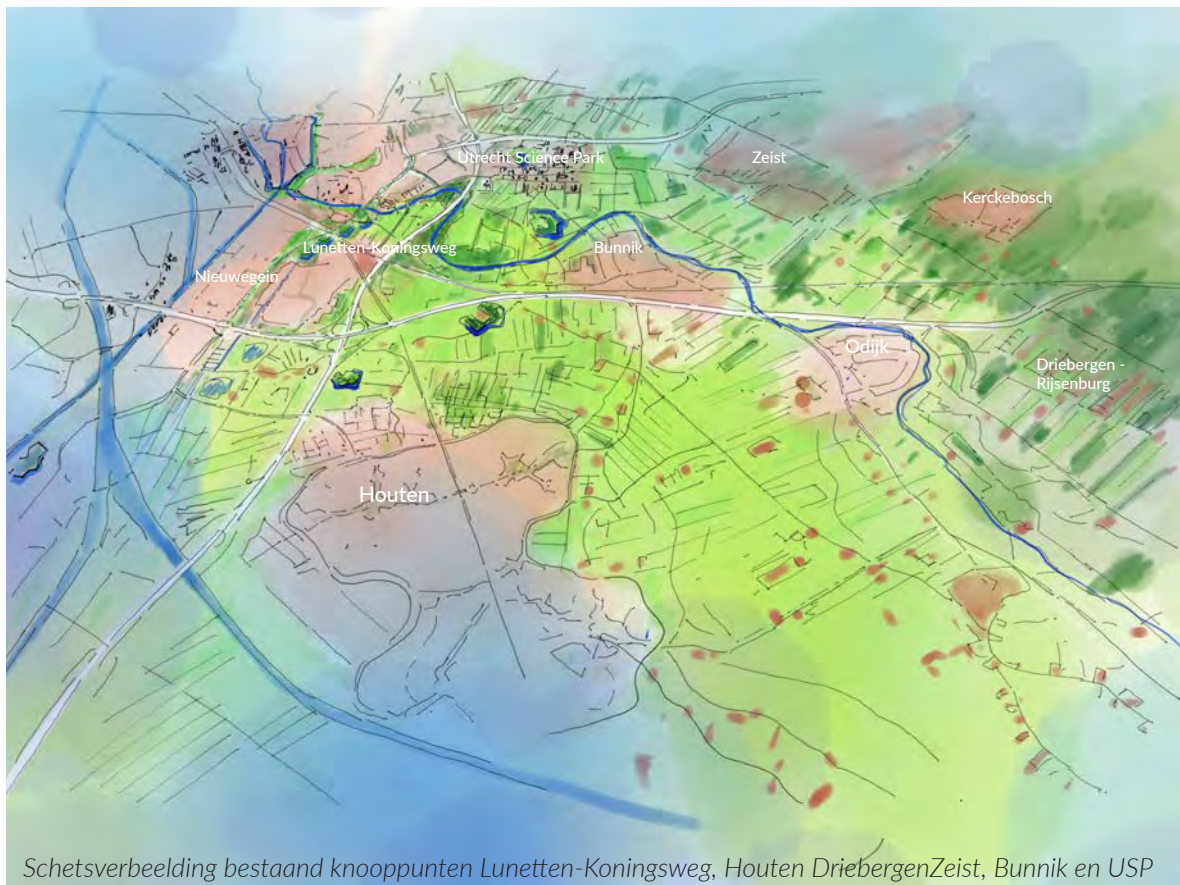 Utrecht Science Park
Zeist
Kerckebosch
Lunetten-Koningsweg
Bunnik
Nieuwegein
Odijk
Driebergen -
Rijsenburg
Houten
Schetsverbeelding bestaand knooppunten Lunetten-Koningsweg, Houten DriebergenZeist, Bunnik en USP